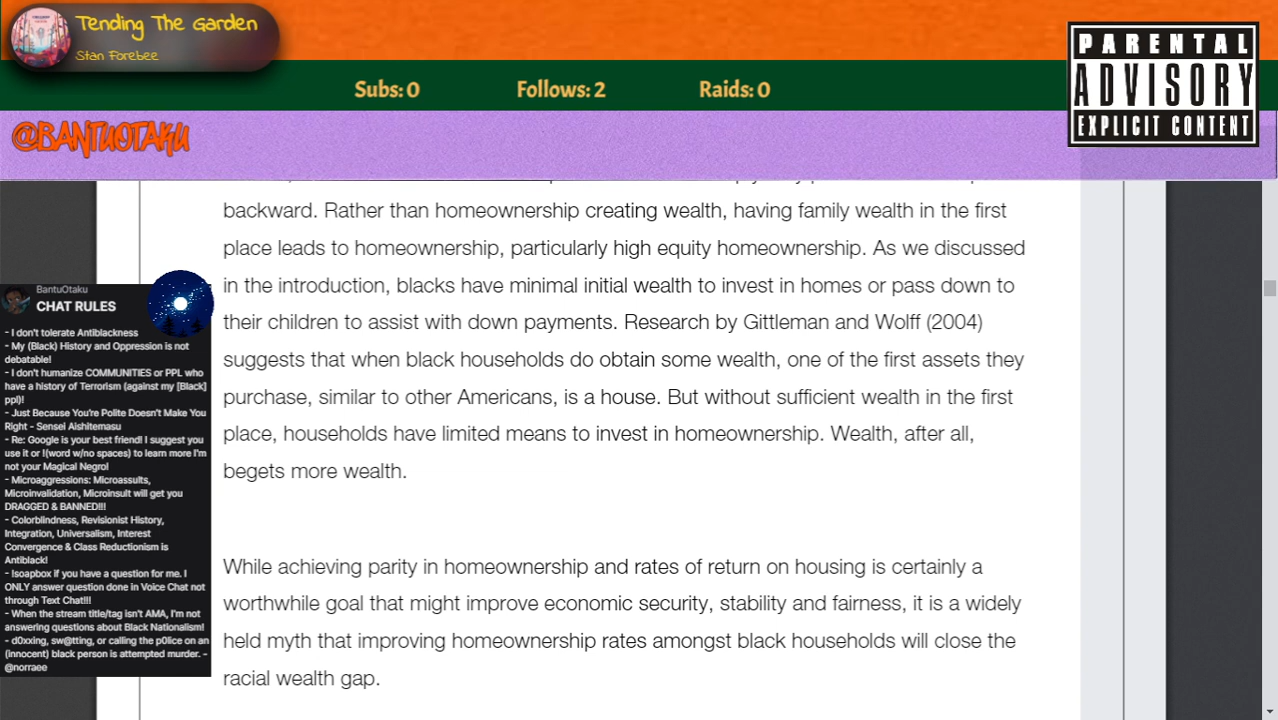 Tending The Garden
Stan Forebee
PARENTAL
ADVISORY
EXPLICIT CONTENT
Subs: 0
Follows: 2
Raids: 0
@BANTUOTAKU
backward. Rather than homeownership creating wealth, having family wealth in the first
place leads to homeownership, particularly high equity homeownership. As we discussed
in the introduction, blacks have minimal initial wealth to invest in homes or pass down to
their children to assist with down payments. Research by Gittleman and Wolff (2004)
suggests that when black households do obtain some wealth, one of the first assets they
purchase, similar to other Americans, is a house. But without sufficient wealth in the first
place, households have limited means to invest in homeownership. Wealth, after all,
begets more wealth.
While achieving parity in homeownership and rates of return on housing is certainly a
worthwhile goal that might improve economic security, stability and fairness, it is a widely
held myth that improving homeownership rates amongst black households will close the
racial wealth gap.
BantuOtaku
CHAT RULES
- I don't tolerate Antiblackness
- My (Black) History and Oppression is not
debatable!
- I don't humanize COMMUNITIES or PPL who
have a history of Terrorism (against my [Black]
ppl)!
- Just Because You're Polite Doesn't Make You
Right - Sensei Aishitemasu
- Re: Google is your best friend! I suggest you
use it or !(word w/no spaces) to learn more I'm
not your Magical Negro!
- Microaggressions: Microassults,
Microinvalidation, Microinsult will get you
DRAGGED & BANNED!!!
- Colorblindness, Revisionist History,
Integration, Universalism, Interest
Convergence & Class Reductionism is
Antiblack!
- !soapbox if you have a question for me. I
ONLY answer question done in Voice Chat not
through Text Chat!!!
- When the stream title/tag isn't AMA, I'm not
answering questions about Black Nationalism!
- d0xxing, sw@tting, or calling the p0lice on an
(innocent) black person is attempted murder. -
@norraee